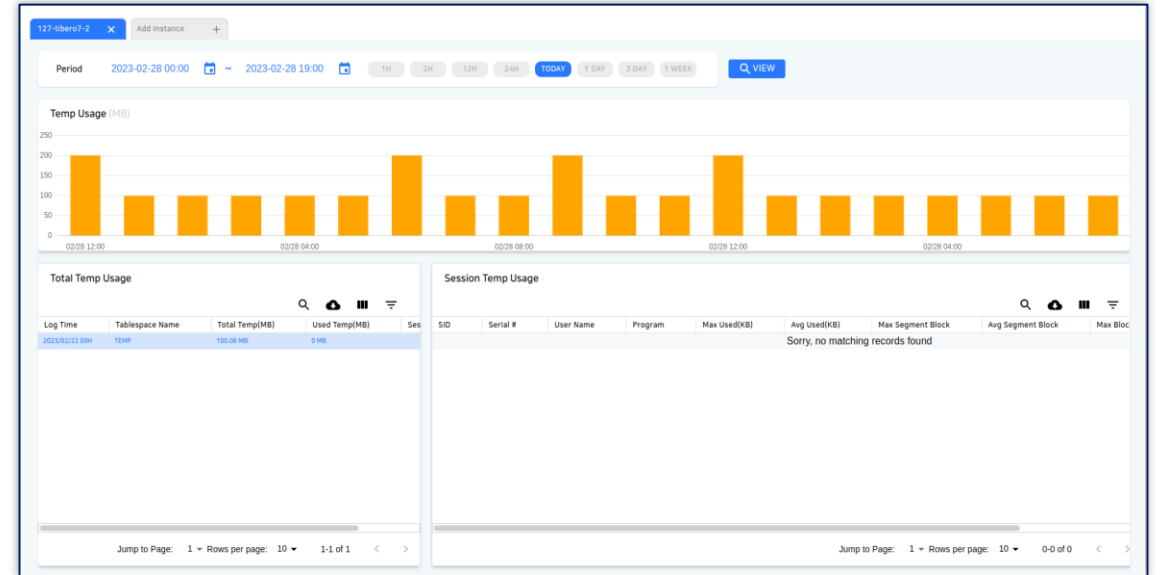 127-tibero7-2 Add Instance
Period 2023-02-28 00:00 ~ 2023-02-28 19:00 1H 2H 12H 24H TODAY Y DAY 3 DAY 1 WEEK VIEW
Temp Usage (MB)
250
200
150
100
50
0
02/28 12:00 02/28 04:00 02/28 08:00 02/28 12:00 02/28 04:00
Total Temp Usage
Log Time Tablespace Name Total Temp(MB) Used Temp(MB) Ses
2023/02/22 09H TEMP 100.06 MB 0 MB
Jump to Page: 1 Rows per page: 10 1-1 of 1
Session Temp Usage
SID Serial # User Name Program Max Used(KB) Avg Used(KB) Max Segment Block Avg Segment Block Max Bloc
Sorry, no matching records found
Jump to Page: 1 Rows per page: 10 0-0 of 0